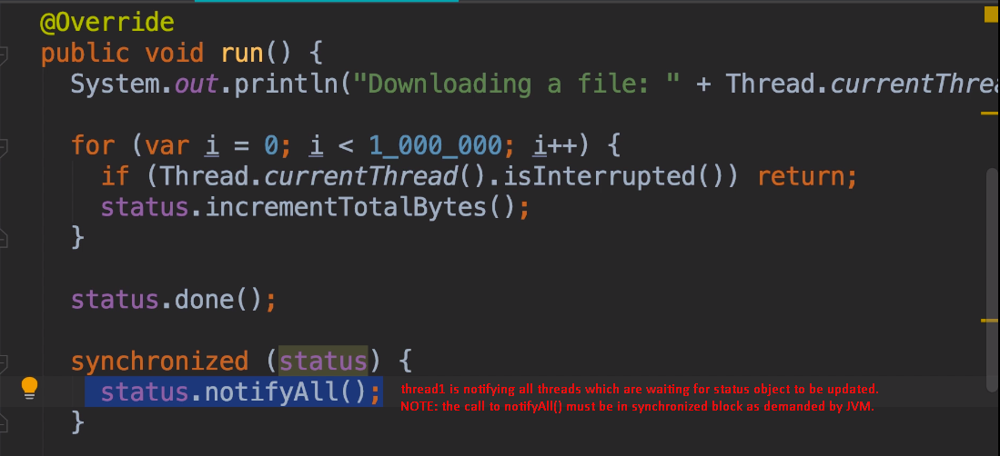 @Override
public void run() {
System.out.println("Downloading a file: " + Thread.currentThrea
for (var i = 0; i < 1_000_000; i++) {
if (Thread.currentThread().isInterrupted()) return;
status.incrementTotalBytes();
}
status.done();
synchronized (status) {
status.notifyAll();
thread1 is notifying all threads which are waiting for status object to be updated.
NOTE: the call to notifyAll() must be in synchronized block as demanded by JVM.
}